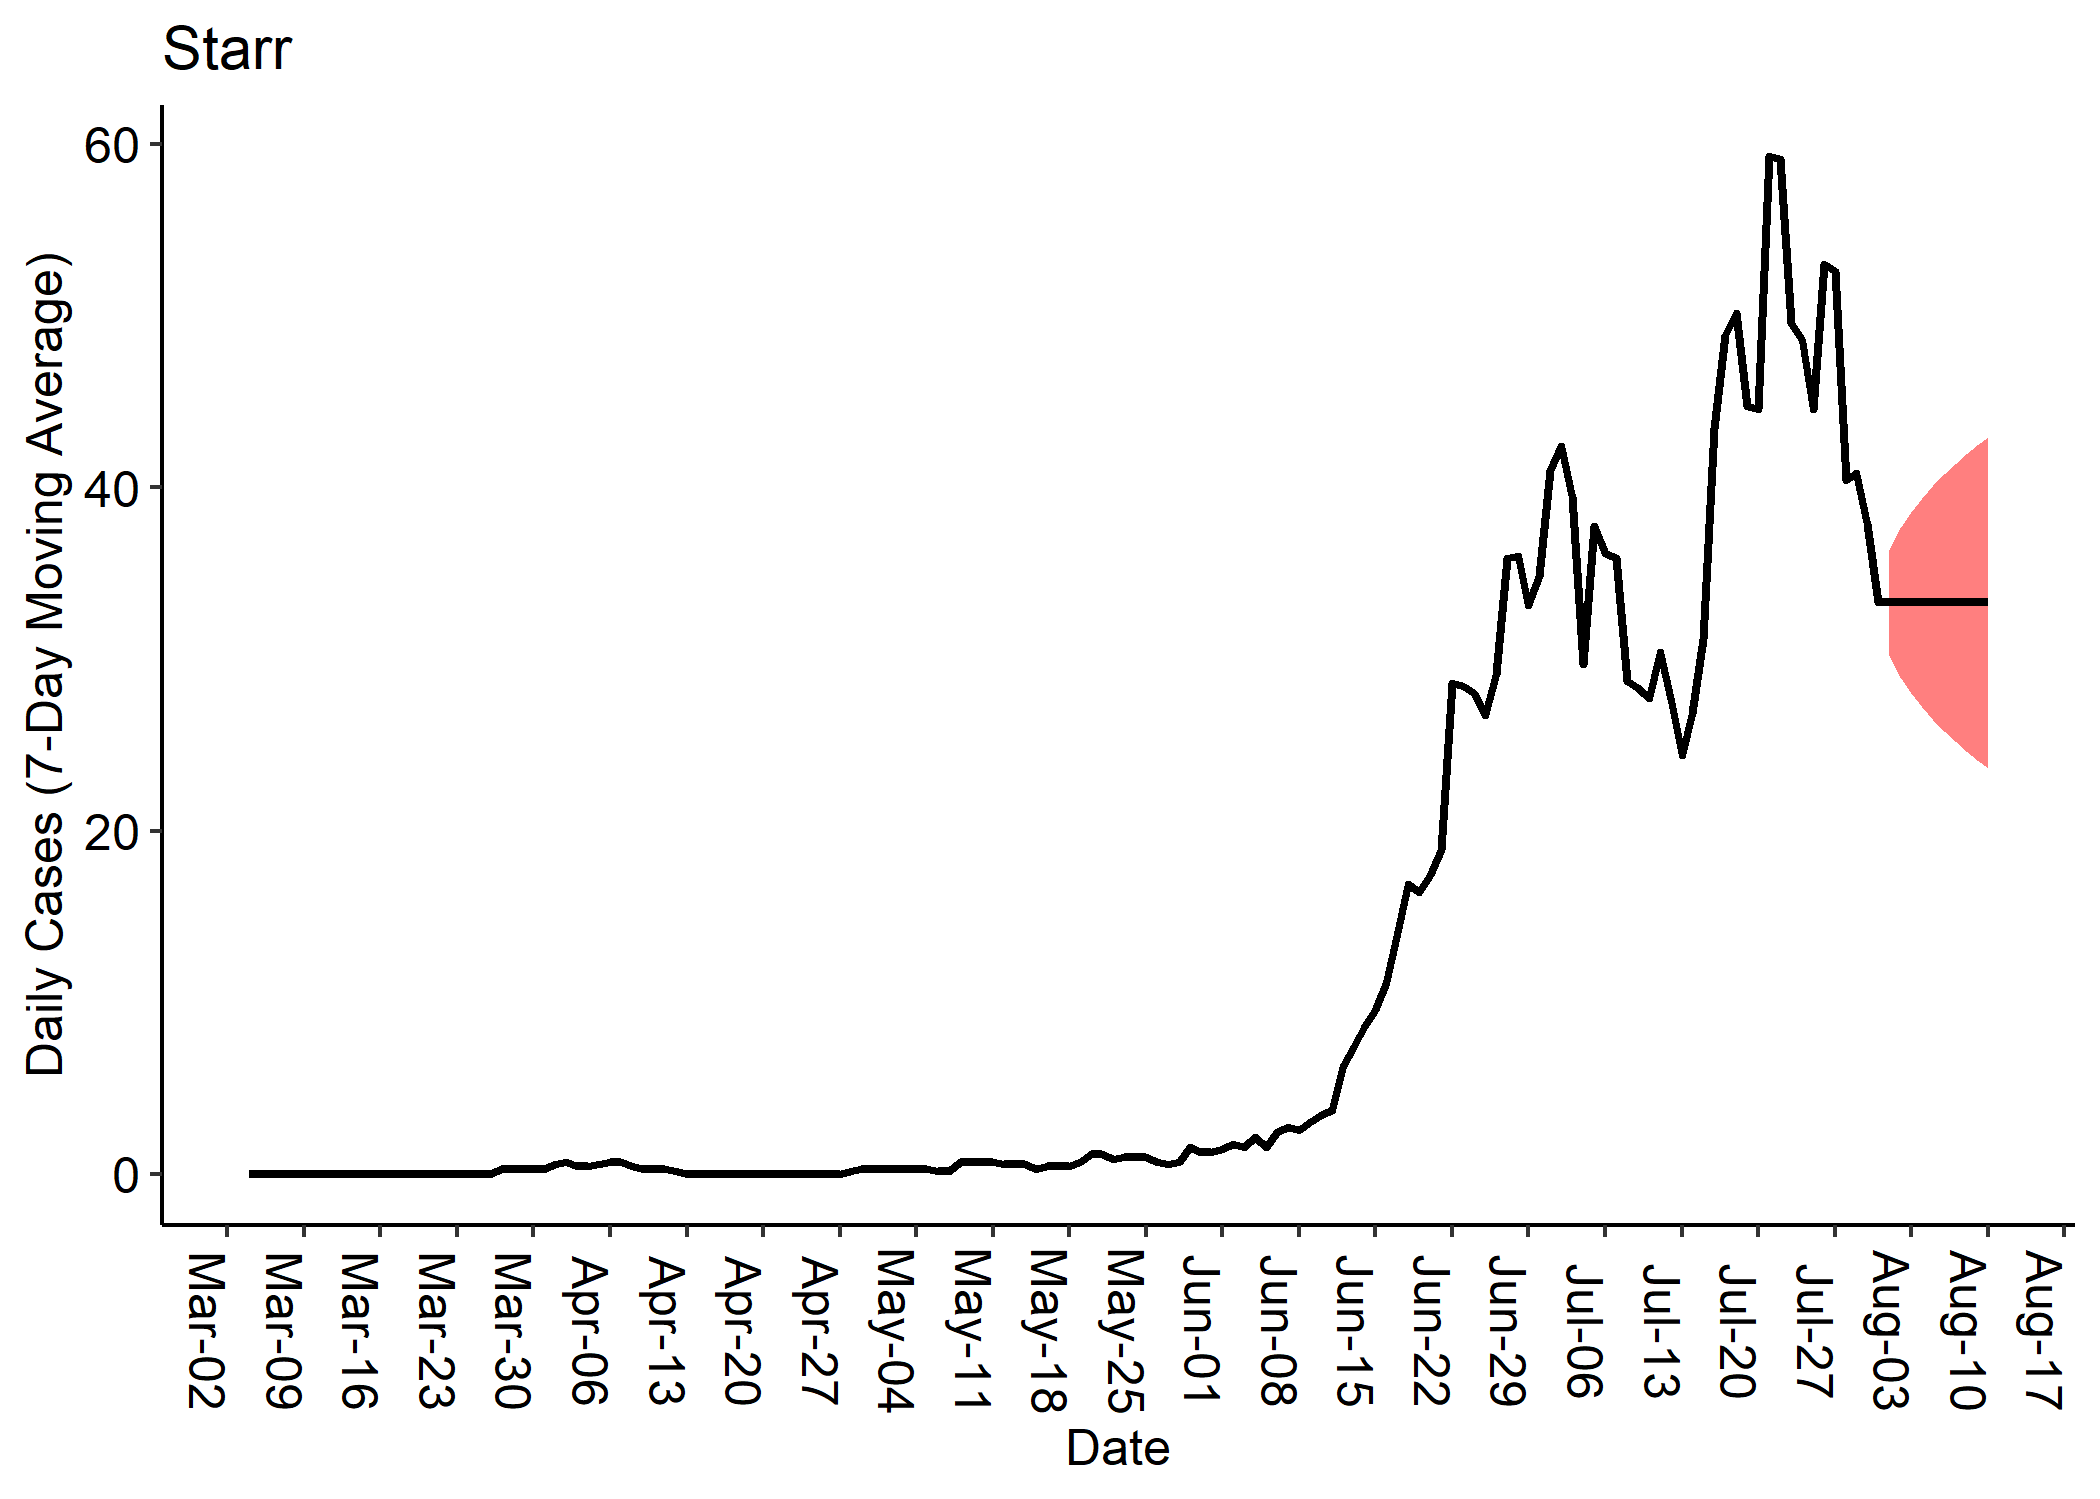 Starr
Daily Cases (7-Day Moving Average)
60
40
20
0
Mar-02
Mar-09
Mar-16
Mar-23
Mar-30
Apr-06
Apr-13
Apr-20
Apr-27
May-04
May-11
May-18
May-25
Jun-01
Jun-08
Jun-15
Jun-22
Jun-29
Jul-06
Jul-13
Jul-20
Jul-27
Aug-03
Aug-10
Aug-17
Date